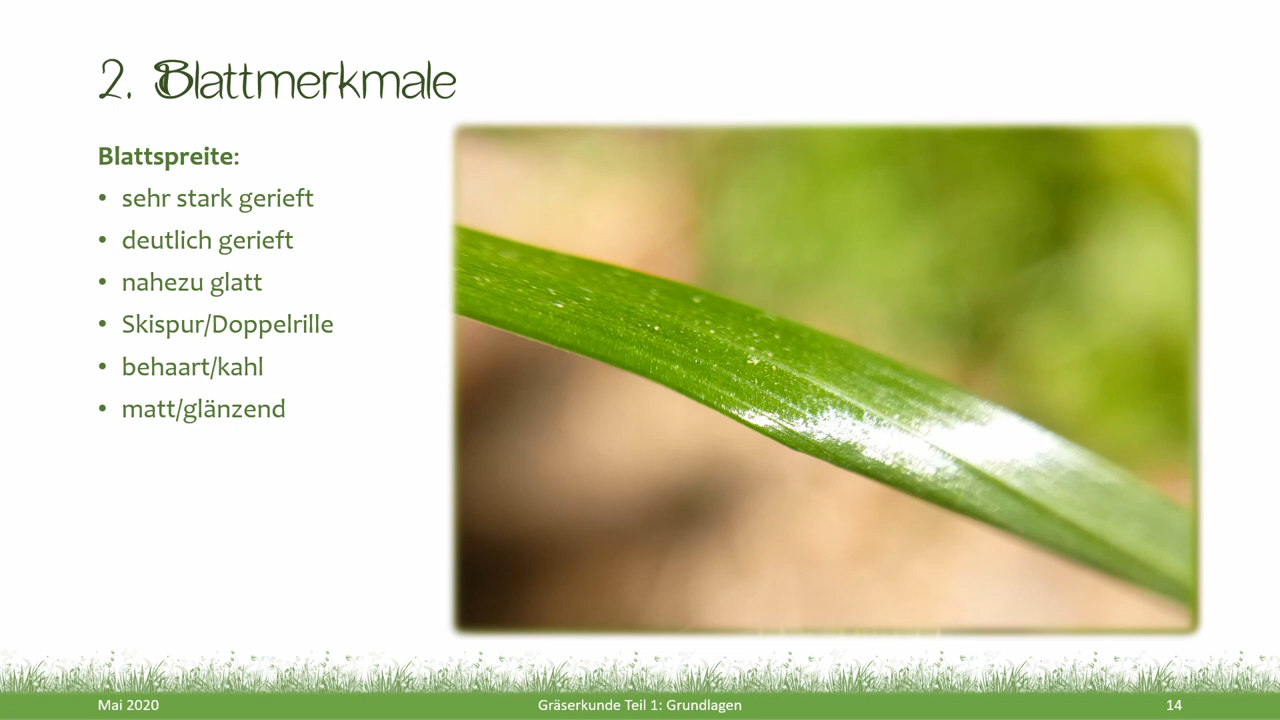 2. Blattmerkmale
Blattspreite:
• sehr stark gerieft
• deutlich gerieft
• nahezu glatt
• Skispur/Doppelrille
• behaart/kahl
• matt/glänzend
Mai 2020
Gräserkunde Teil 1: Grundlagen
14